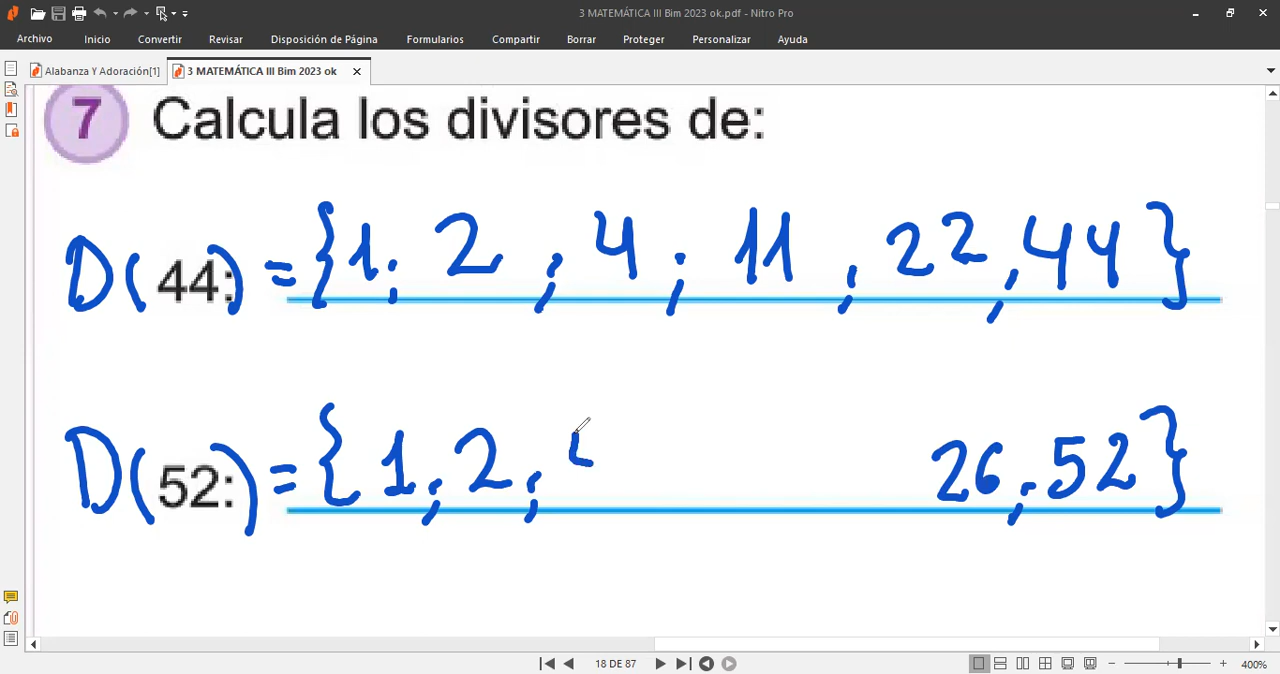 3 MATEMÁTICA III Bim 2023 ok.pdf - Nitro Pro
Archivo Inicio Convertir Revisar Disposición de Página Formularios Compartir Borrar Proteger Personalizar Ayuda
Alabanza Y Adoración[1] 3 MATEMÁTICA III Bim 2023 ok
7 Calcula los divisores de:
D(44:) = {1; 2 ; 4 ; 11 ; 22 ; 44}
D(52:) = {1; 2; 26 ; 52}
18 DE 87
400%